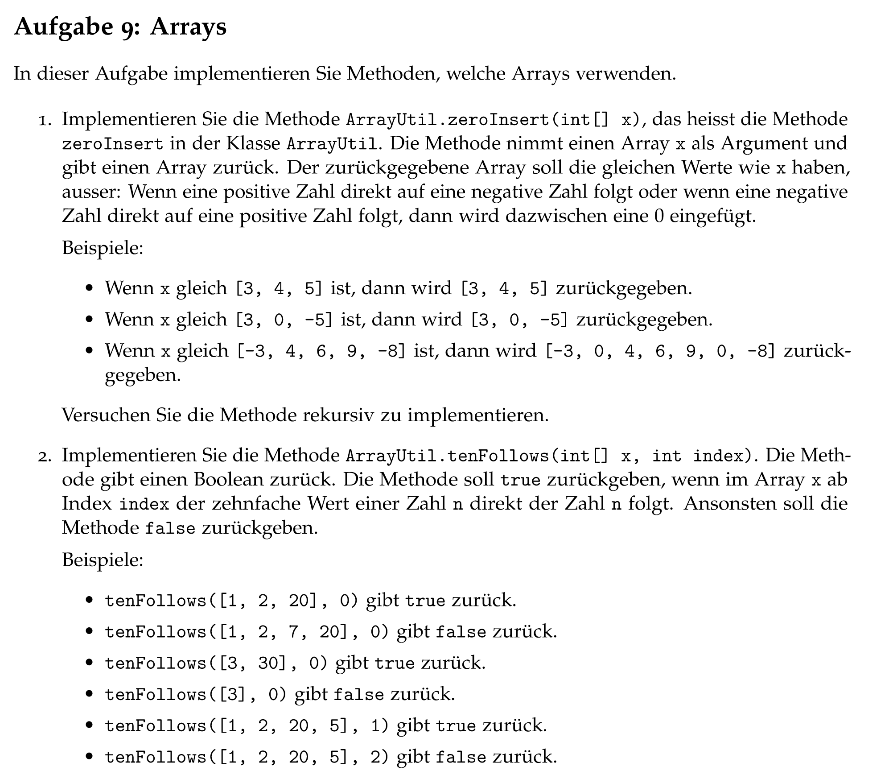 Aufgabe 9: Arrays
In dieser Aufgabe implementieren Sie Methoden, welche Arrays verwenden.
1. Implementieren Sie die Methode ArrayUtil.zeroInsert(int[] x), das heisst die Methode
zeroInsert in der Klasse ArrayUtil. Die Methode nimmt einen Array x als Argument und
gibt einen Array zurück. Der zurückgegebene Array soll die gleichen Werte wie x haben,
ausser: Wenn eine positive Zahl direkt auf eine negative Zahl folgt oder wenn eine negative
Zahl direkt auf eine positive Zahl folgt, dann wird dazwischen eine 0 eingefügt.
Beispiele:
• Wenn x gleich [3, 4, 5] ist, dann wird [3, 4, 5] zurückgegeben.
• Wenn x gleich [3, 0, -5] ist, dann wird [3, 0, -5] zurückgegeben.
• Wenn x gleich [-3, 4, 6, 9, -8] ist, dann wird [-3, 0, 4, 6, 9, 0, -8] zurück-
gegeben.
Versuchen Sie die Methode rekursiv zu implementieren.
2. Implementieren Sie die Methode ArrayUtil.tenFollows(int[] x, int index). Die Meth-
ode gibt einen Boolean zurück. Die Methode soll true zurückgeben, wenn im Array x ab
Index index der zehnfache Wert einer Zahl n direkt der Zahl n folgt. Ansonsten soll die
Methode false zurückgeben.
Beispiele:
• tenFollows([1, 2, 20], 0) gibt true zurück.
• tenFollows([1, 2, 7, 20], 0) gibt false zurück.
• tenFollows([3, 30], 0) gibt true zurück.
• tenFollows([3], 0) gibt false zurück.
• tenFollows([1, 2, 20, 5], 1) gibt true zurück.
• tenFollows([1, 2, 20, 5], 2) gibt false zurück.